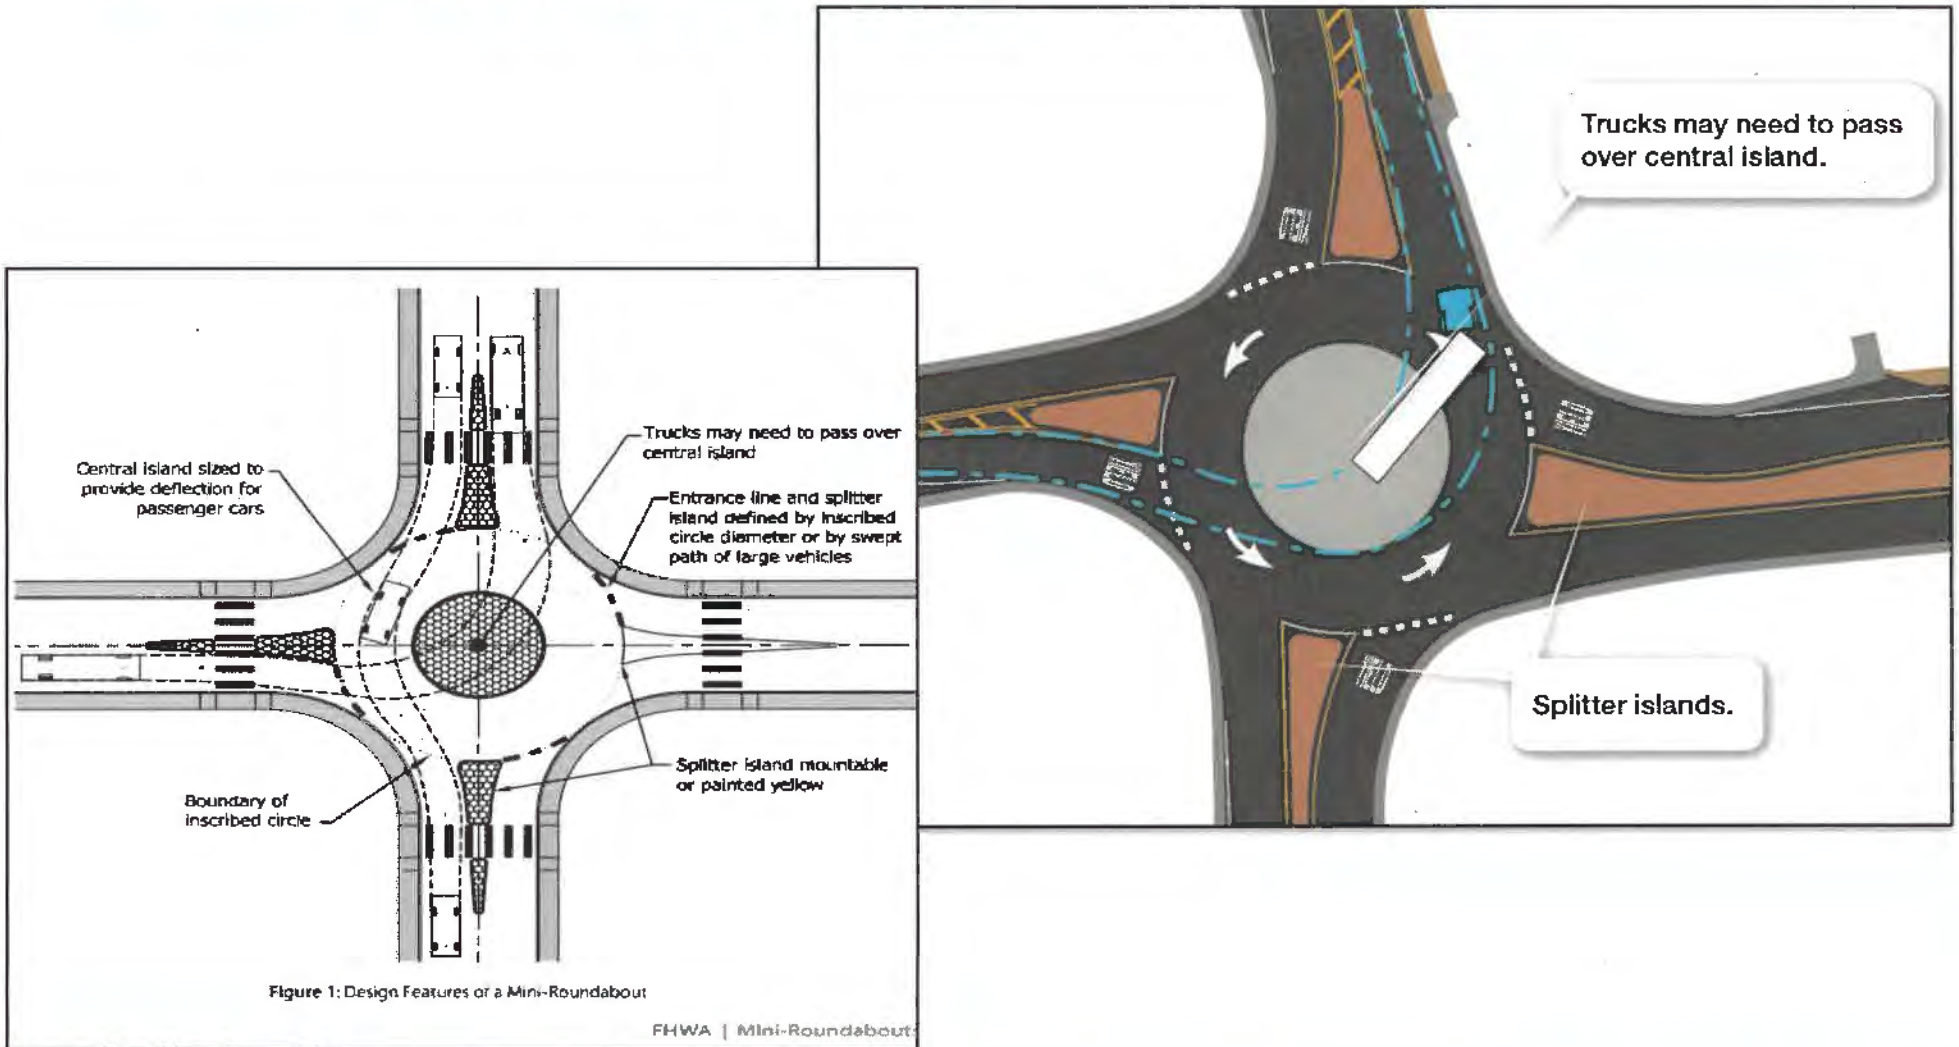 Trucks may need to pass
over central island.
Splitter islands.
Trucks may need to pass over
central island
Central island sized to
provide deflection for
passenger cars
Entrance line and splitter
island defined by inscribed
circle diameter or by swept
path of large vehicles
Splitter island mountable
or painted yellow
Boundary of
inscribed circle
Figure 1: Design Features of a Mini-Roundabout
FHWA | Mini-Roundabouts